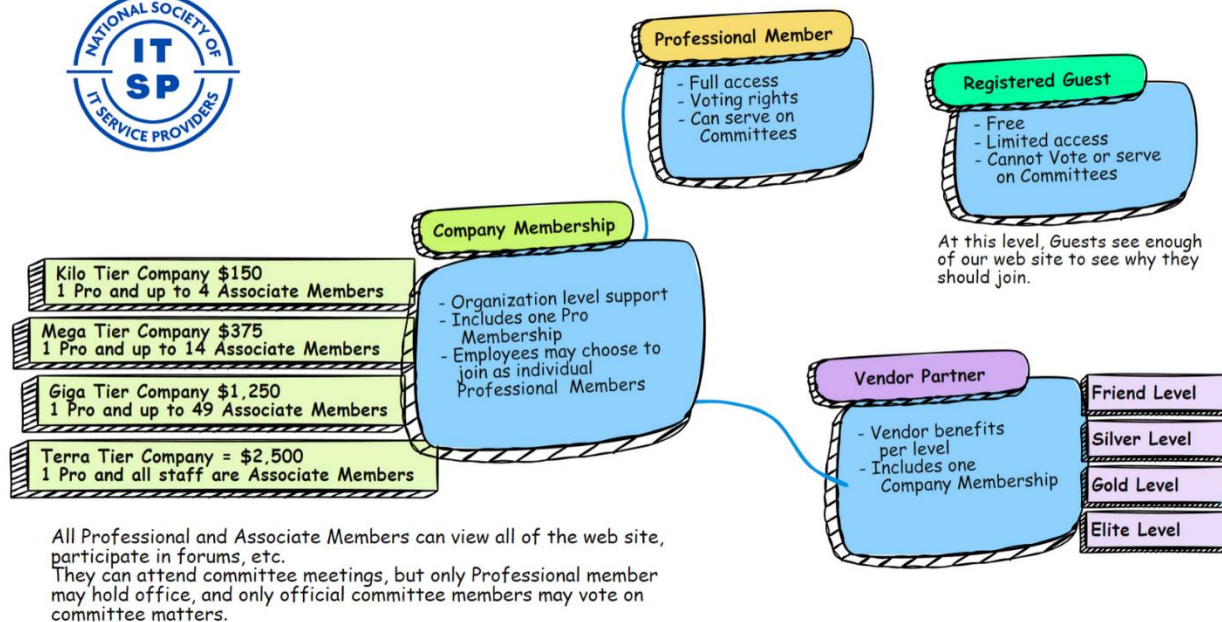 NATIONAL SOCIETY OF
IT
SP
IT SERVICE PROVIDERS
Professional Member
- Full access
- Voting rights
- Can serve on
Committees
Registered Guest
- Free
- Limited access
- Cannot Vote or serve
on Committees
At this level, Guests see enough
of our web site to see why they
should join.
Company Membership
- Organization level support
- Includes one Pro
Membership
- Employees may choose to
join as individual
Professional Members
Kilo Tier Company $150
1 Pro and up to 4 Associate Members
Mega Tier Company $375
1 Pro and up to 14 Associate Members
Giga Tier Company $1,250
1 Pro and up to 49 Associate Members
Terra Tier Company = $2,500
1 Pro and all staff are Associate Members
Vendor Partner
- Vendor benefits
per level
- Includes one
Company Membership
Friend Level
Silver Level
Gold Level
Elite Level
All Professional and Associate Members can view all of the web site,
participate in forums, etc.
They can attend committee meetings, but only Professional member
may hold office, and only official committee members may vote on
committee matters.